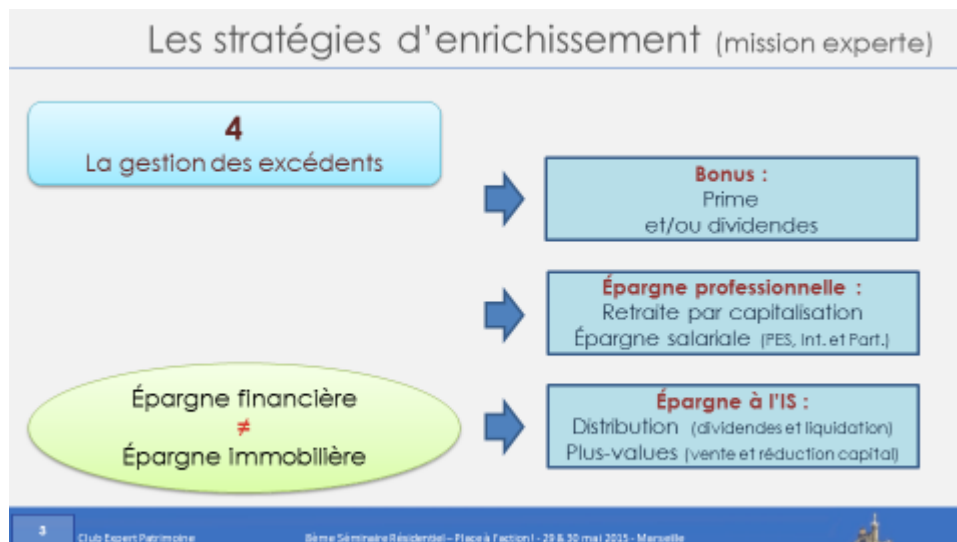 Les stratégies d'enrichissement (mission experte)
4
La gestion des excédents
Bonus :
Prime
et/ou dividendes
Épargne professionnelle :
Retraite par capitalisation
Épargne salariale (PES, Int. et Part.)
Épargne financière
≠
Épargne immobilière
Épargne à l'IS :
Distribution (dividendes et liquidation)
Plus-values (vente et réduction capital)
3
Club Expert Patrimoine
8ème Séminaire Résidentiel – Place à l'action ! - 29 & 30 mai 2015 - Marseille